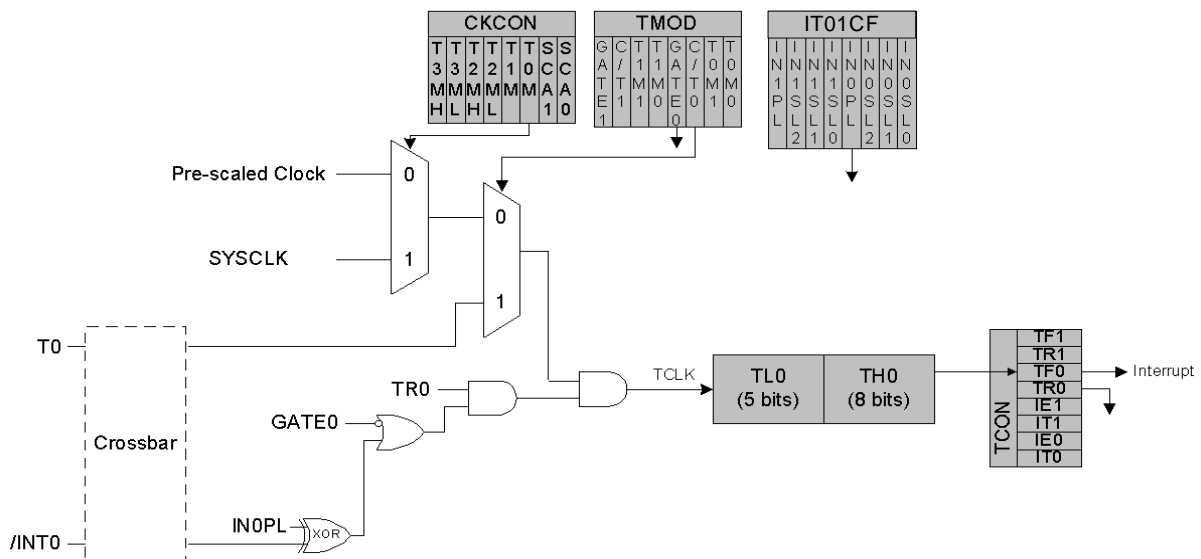 CKCON
T3MH T3ML T2MH T2ML T1M T0M SCA1 SCA0
TMOD
GATE1 C/T1 T1M1 T1M0 GATE0 C/T0 T0M1 T0M0
IT01CF
IN1PL IN1SL2 IN1SL1 IN1SL0 IN0PL IN0SL2 IN0SL1 IN0SL0
Pre-scaled Clock
0
0
SYSCLK
1
1
T0
TR0
TCLK
TL0
(5 bits)
TH0
(8 bits)
TCON
TF1
TR1
TF0
TR0
IE1
IT1
IE0
IT0
Interrupt
GATE0
Crossbar
IN0PL
XOR
/INT0